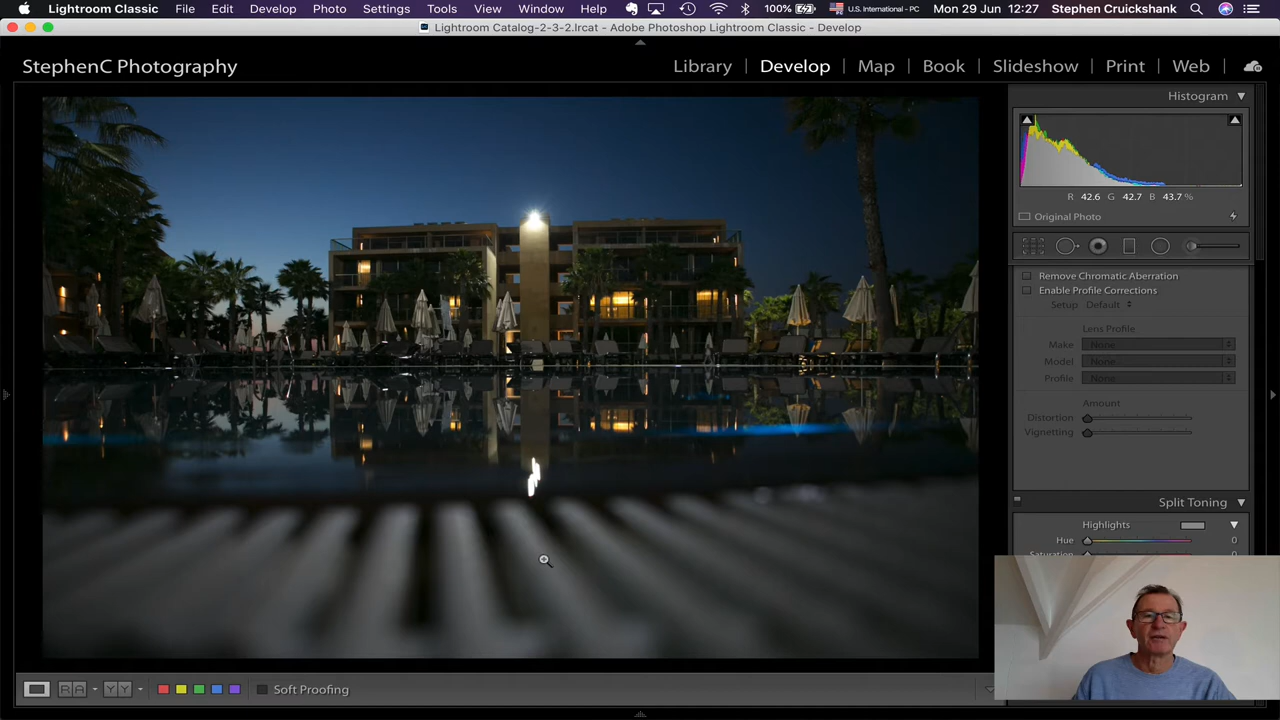 Lightroom Classic File Edit Develop Photo Settings Tools View Window Help 100% U.S. International - PC Mon 29 Jun 12:27 Stephen Cruickshank
Lightroom Catalog-2-3-2.lrcat - Adobe Photoshop Lightroom Classic - Develop
StephenC Photography Library | Develop | Map | Book | Slideshow | Print | Web
Histogram
R 42.6 G 42.7 B 43.7 %
Original Photo
Remove Chromatic Aberration
Enable Profile Corrections
Setup Default
Lens Profile
Make None
Model None
Profile None
Amount
Distortion
Vignetting
Split Toning
Highlights
Hue 0
Saturation
R A Y Y Soft Proofing